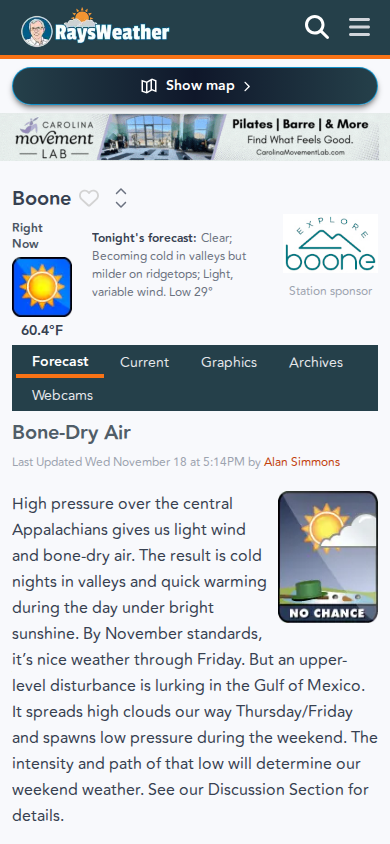 RaysWeather
Show map
CAROLINA
movement
LAB
Pilates | Barre | & More
Find What Feels Good.
CarolinaMovementLab.com
Boone
Right
Now
60.4°F
Tonight's forecast: Clear;
Becoming cold in valleys but
milder on ridgetops; Light,
variable wind. Low 29°
EXPLORE
boone
Station sponsor
Forecast
Current
Graphics
Archives
Webcams
Bone-Dry Air
Last Updated Wed November 18 at 5:14PM by Alan Simmons
High pressure over the central
Appalachians gives us light wind
and bone-dry air. The result is cold
nights in valleys and quick warming
during the day under bright
sunshine. By November standards,
it's nice weather through Friday. But an upper-
level disturbance is lurking in the Gulf of Mexico.
It spreads high clouds our way Thursday/Friday
and spawns low pressure during the weekend. The
intensity and path of that low will determine our
weekend weather. See our Discussion Section for
details.
NO CHANCE